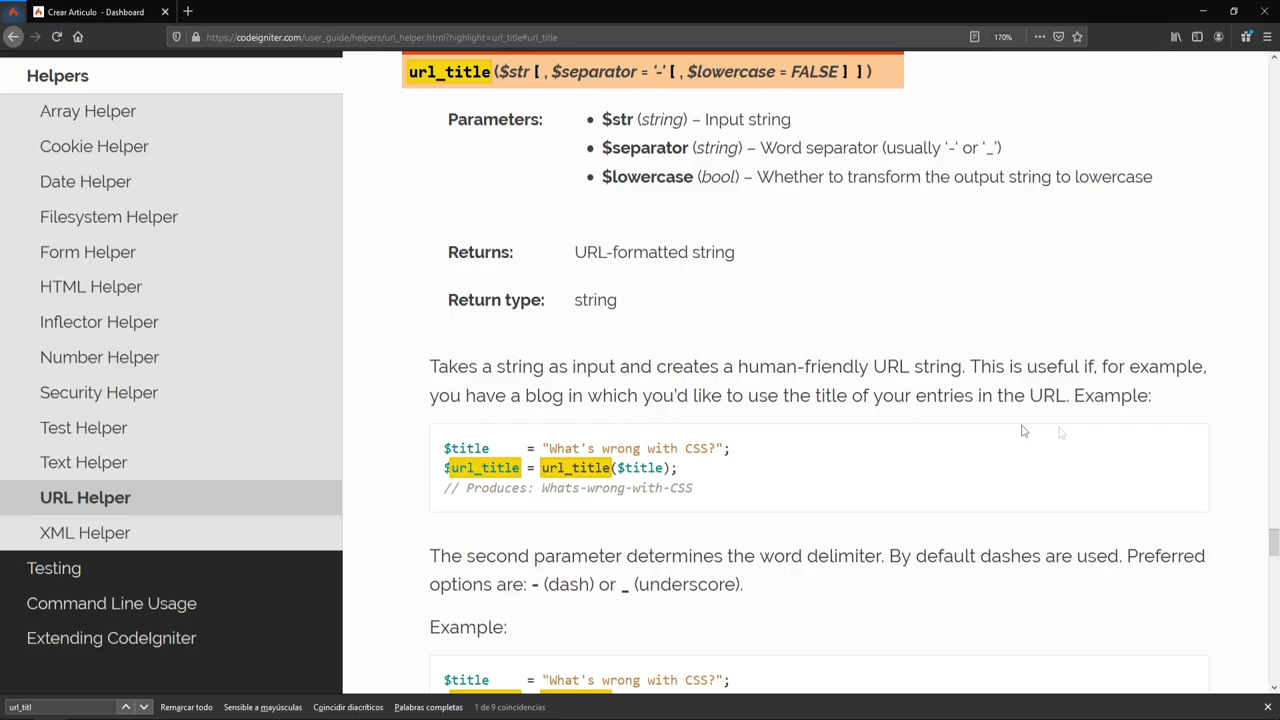 Crear Articulo - Dashboard
https://codeigniter.com/user_guide/helpers/url_helper.html?highlight=url_title#url_title
170%
Helpers
Array Helper
Cookie Helper
Date Helper
Filesystem Helper
Form Helper
HTML Helper
Inflector Helper
Number Helper
Security Helper
Test Helper
Text Helper
URL Helper
XML Helper
Testing
Command Line Usage
Extending CodeIgniter
url_title($str [ , $separator = '-' [ , $lowercase = FALSE ] ] )
Parameters:
• $str (string) – Input string
• $separator (string) – Word separator (usually ‘-‘ or ‘_’)
• $lowercase (bool) – Whether to transform the output string to lowercase
Returns: URL-formatted string
Return type: string
Takes a string as input and creates a human-friendly URL string. This is useful if, for example,
you have a blog in which you’d like to use the title of your entries in the URL. Example:
$title = "What's wrong with CSS?";
$url_title = url_title($title);
// Produces: Whats-wrong-with-CSS
The second parameter determines the word delimiter. By default dashes are used. Preferred
options are: - (dash) or _ (underscore).
Example:
$title = "What's wrong with CSS?";
url_titl
Remarcar todo
Sensible a mayúsculas
Coincidir diacríticos
Palabras completas
1 de 9 coincidencias